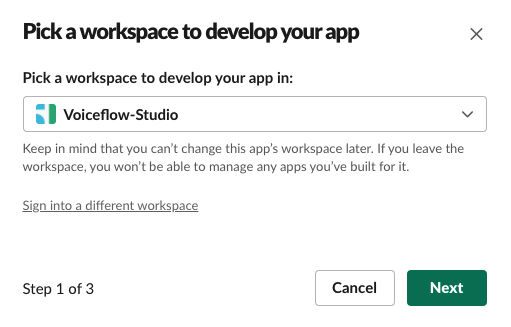 Pick a workspace to develop your app
Pick a workspace to develop your app in:
Voiceflow-Studio
Keep in mind that you can’t change this app’s workspace later. If you leave the
workspace, you won’t be able to manage any apps you’ve built for it.
Sign into a different workspace
Step 1 of 3
Cancel
Next